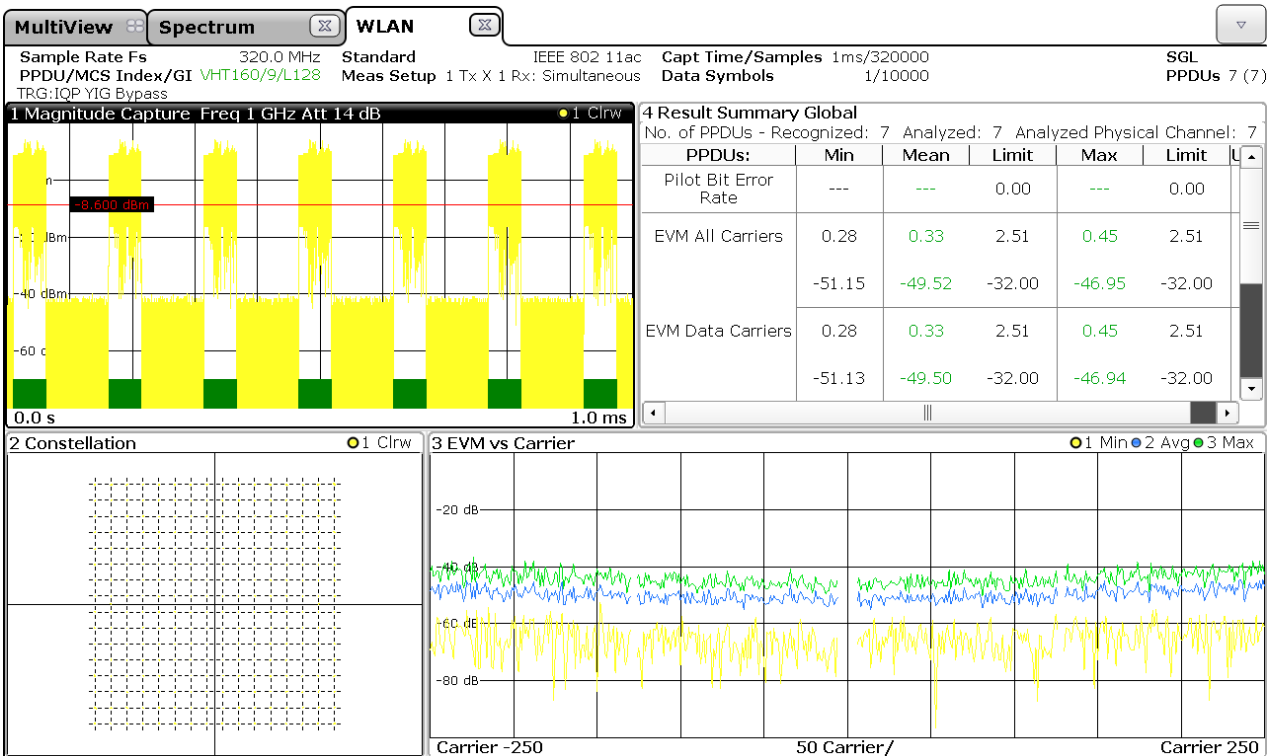 MultiView Spectrum WLAN
Sample Rate Fs 320.0 MHz Standard IEEE 802 11ac Capt Time/Samples 1ms/320000 SGL
PPDU/MCS Index/GI VHT160/9/L128 Meas Setup 1 Tx X 1 Rx: Simultaneous Data Symbols 1/10000 PPDUs 7 (7)
TRG:IQP YIG Bypass
1 Magnitude Capture Freq 1 GHz Att 14 dB 1 Clrw
-8.600 dBm
-40 dBm
-60
0.0 s 1.0 ms
4 Result Summary Global
No. of PPDUs - Recognized: 7 Analyzed: 7 Analyzed Physical Channel: 7
PPDUs: Min Mean Limit Max Limit U
Pilot Bit Error Rate --- --- 0.00 --- 0.00
EVM All Carriers 0.28 0.33 2.51 0.45 2.51
-51.15 -49.52 -32.00 -46.95 -32.00
EVM Data Carriers 0.28 0.33 2.51 0.45 2.51
-51.13 -49.50 -32.00 -46.94 -32.00
2 Constellation 1 Clrw
3 EVM vs Carrier 1 Min 2 Avg 3 Max
-20 dB
-40 dB
-60 dB
-80 dB
Carrier -250 50 Carrier/ Carrier 250